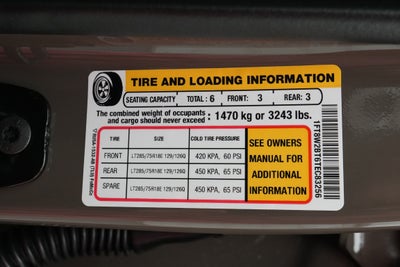 TIRE AND LOADING INFORMATION
SEATING CAPACITY TOTAL : 6 FRONT: 3 REAR: 3
The combined weight of occupants
and cargo should never exceed : 1470 kg or 3243 lbs.
TIRE SIZE COLD TIRE PRESSURE
FRONT LT285/75R18E 129/126Q 420 KPA, 60 PSI
REAR LT285/75R18E 129/126Q 450 KPA, 65 PSI
SPARE LT285/75R18E 129/126Q 450 KPA, 65 PSI
SEE OWNERS
MANUAL FOR
ADDITIONAL
INFORMATION
1FT8W2BT6TEC83256